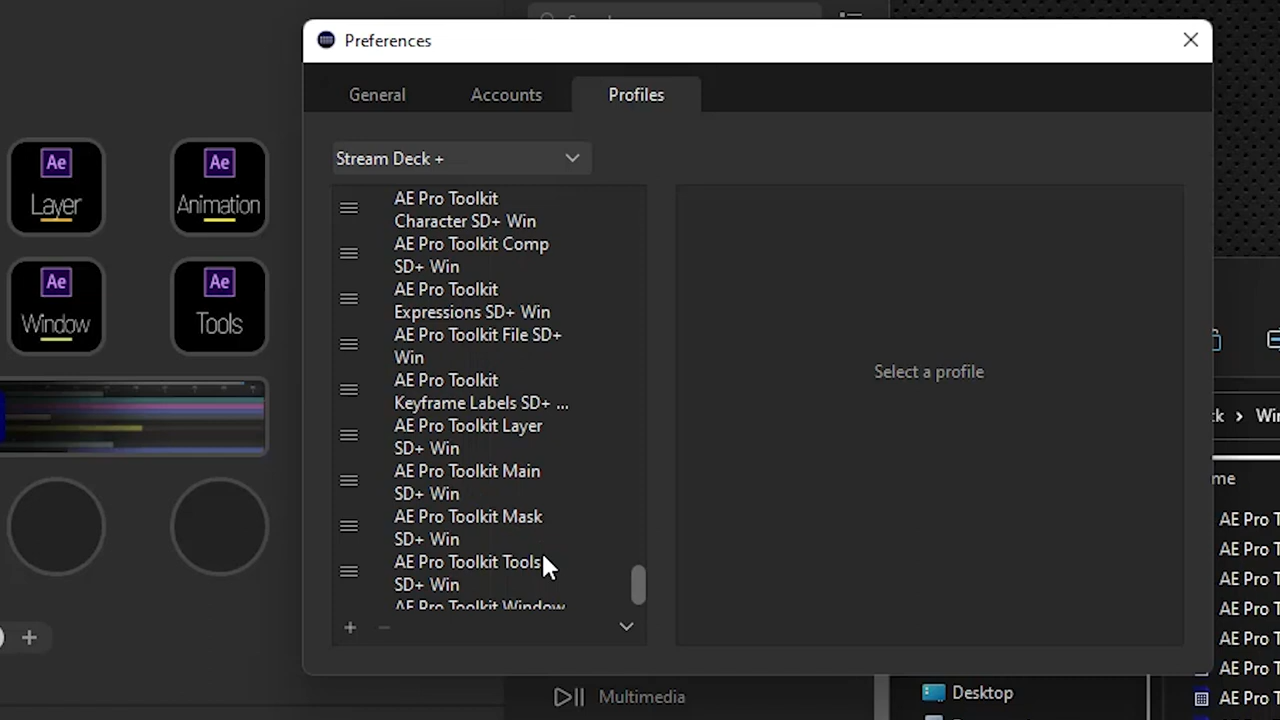 Preferences
General
Accounts
Profiles
Stream Deck +
Ae
Layer
Ae
Animation
Ae
Window
Ae
Tools
AE Pro Toolkit
Character SD+ Win
AE Pro Toolkit Comp
SD+ Win
AE Pro Toolkit
Expressions SD+ Win
AE Pro Toolkit File SD+
Win
AE Pro Toolkit
Keyframe Labels SD+ ...
AE Pro Toolkit Layer
SD+ Win
AE Pro Toolkit Main
SD+ Win
AE Pro Toolkit Mask
SD+ Win
AE Pro Toolkit Tools
SD+ Win
AE Pro Toolkit Window
Select a profile
Multimedia
Desktop
AE Pro
AE Pro
AE Pro
AE Pro
AE Pro
AE Pro
AE Pro